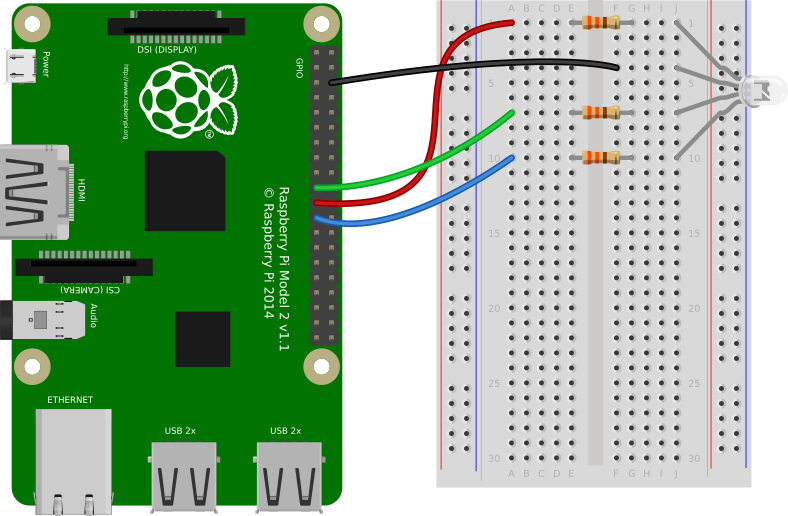 DSI (DISPLAY)
Power
http://www.raspberrypi.org
GPIO
HDMI
Raspberry Pi Model 2 v1.1
© Raspberry Pi 2014
CSI (CAMERA)
Audio
ETHERNET
USB 2x
USB 2x
A B C D E F G H I J
1
5
5
10
10
15
15
20
20
25
25
30
30
A B C D E F G H I J